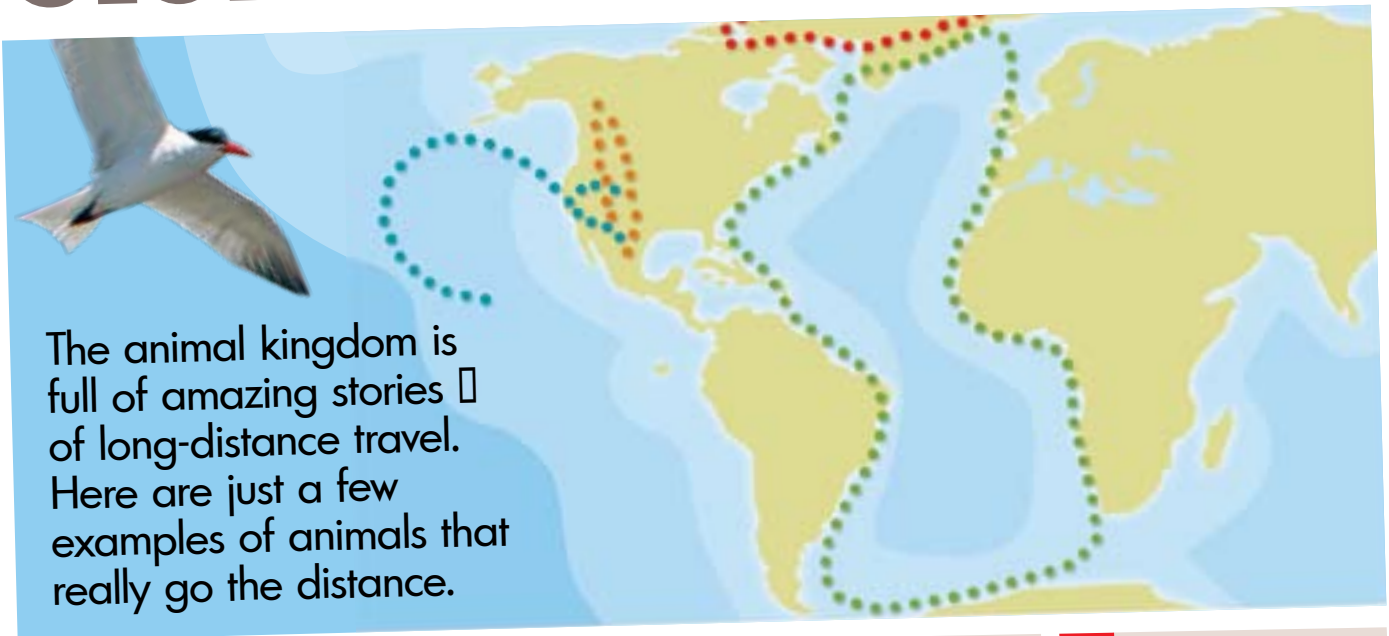 The animal kingdom is
full of amazing stories
of long-distance travel.
Here are just a few
examples of animals that
really go the distance.